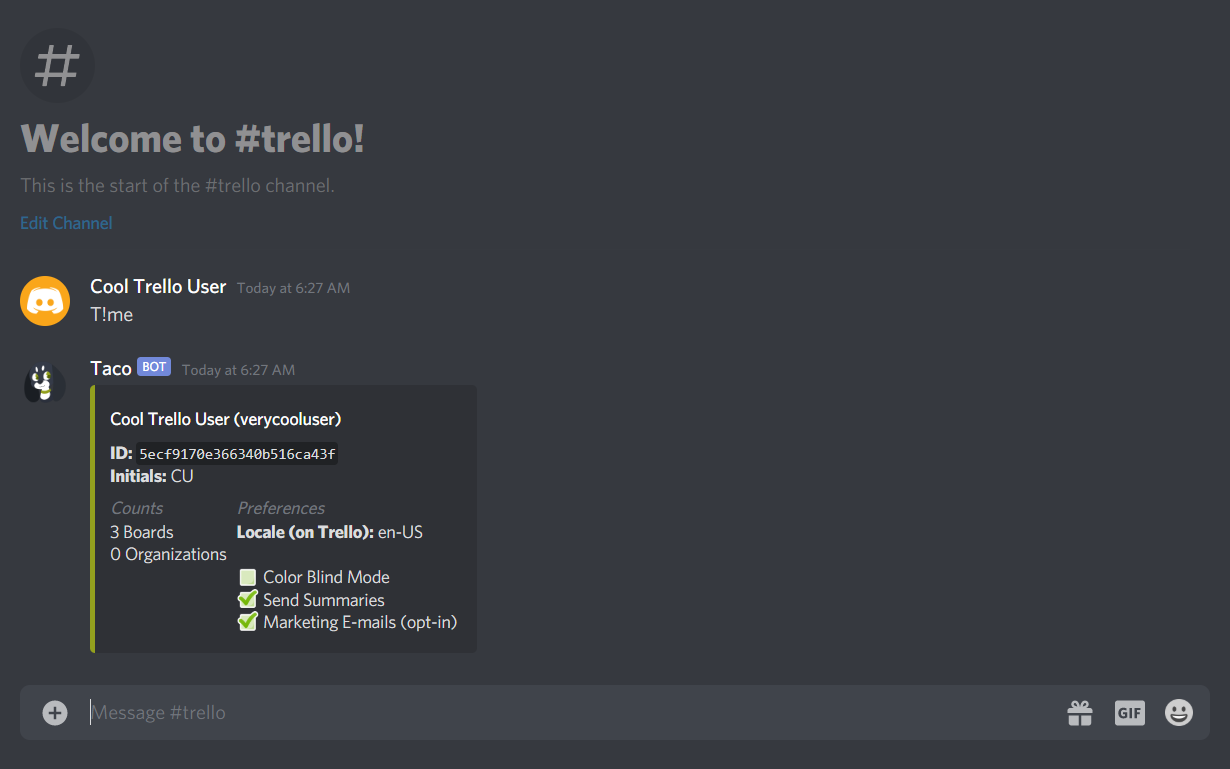 #
Welcome to #trello!
This is the start of the #trello channel.
Edit Channel
Cool Trello User Today at 6:27 AM
T!me
Taco BOT Today at 6:27 AM
Cool Trello User (verycooluser)
ID: 5ecf9170e366340b516ca43f
Initials: CU
Counts
3 Boards
0 Organizations
Preferences
Locale (on Trello): en-US
Color Blind Mode
Send Summaries
Marketing E-mails (opt-in)
Message #trello
GIF